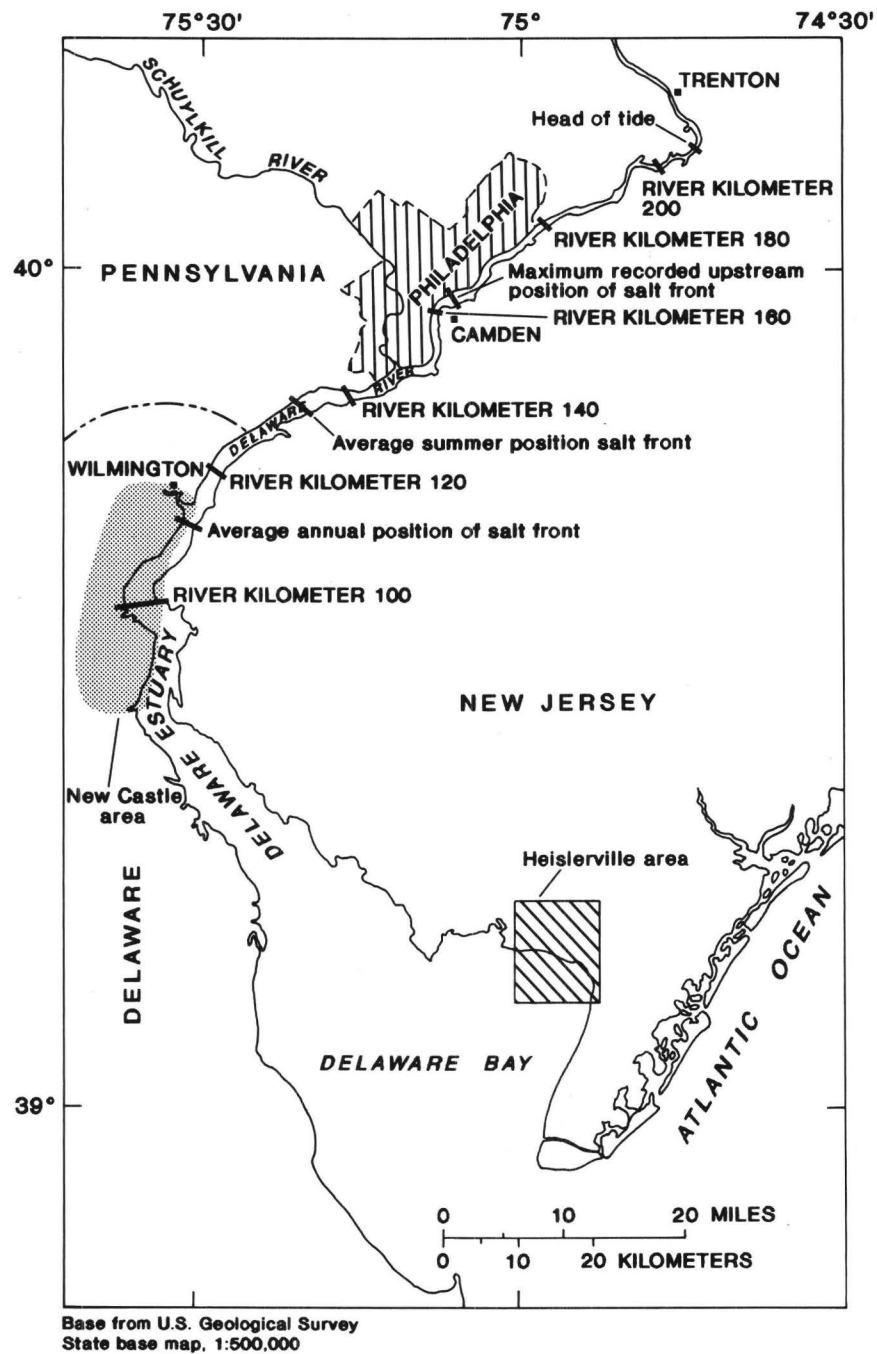 75°30'
75°
74°30'
SCHUYLKILL
RIVER
TRENTON
Head of tide
RIVER KILOMETER
200
PHILADELPHIA
RIVER KILOMETER 180
40°
PENNSYLVANIA
Maximum recorded upstream
position of salt front
RIVER KILOMETER 160
CAMDEN
DELAWARE RIVER
RIVER KILOMETER 140
Average summer position salt front
WILMINGTON
RIVER KILOMETER 120
Average annual position of salt front
RIVER KILOMETER 100
DELAWARE ESTUARY
NEW JERSEY
New Castle
area
DELAWARE
Heislerville area
ATLANTIC OCEAN
DELAWARE BAY
39°
0 10 20 MILES
0 10 20 KILOMETERS
Base from U.S. Geological Survey
State base map, 1:500,000